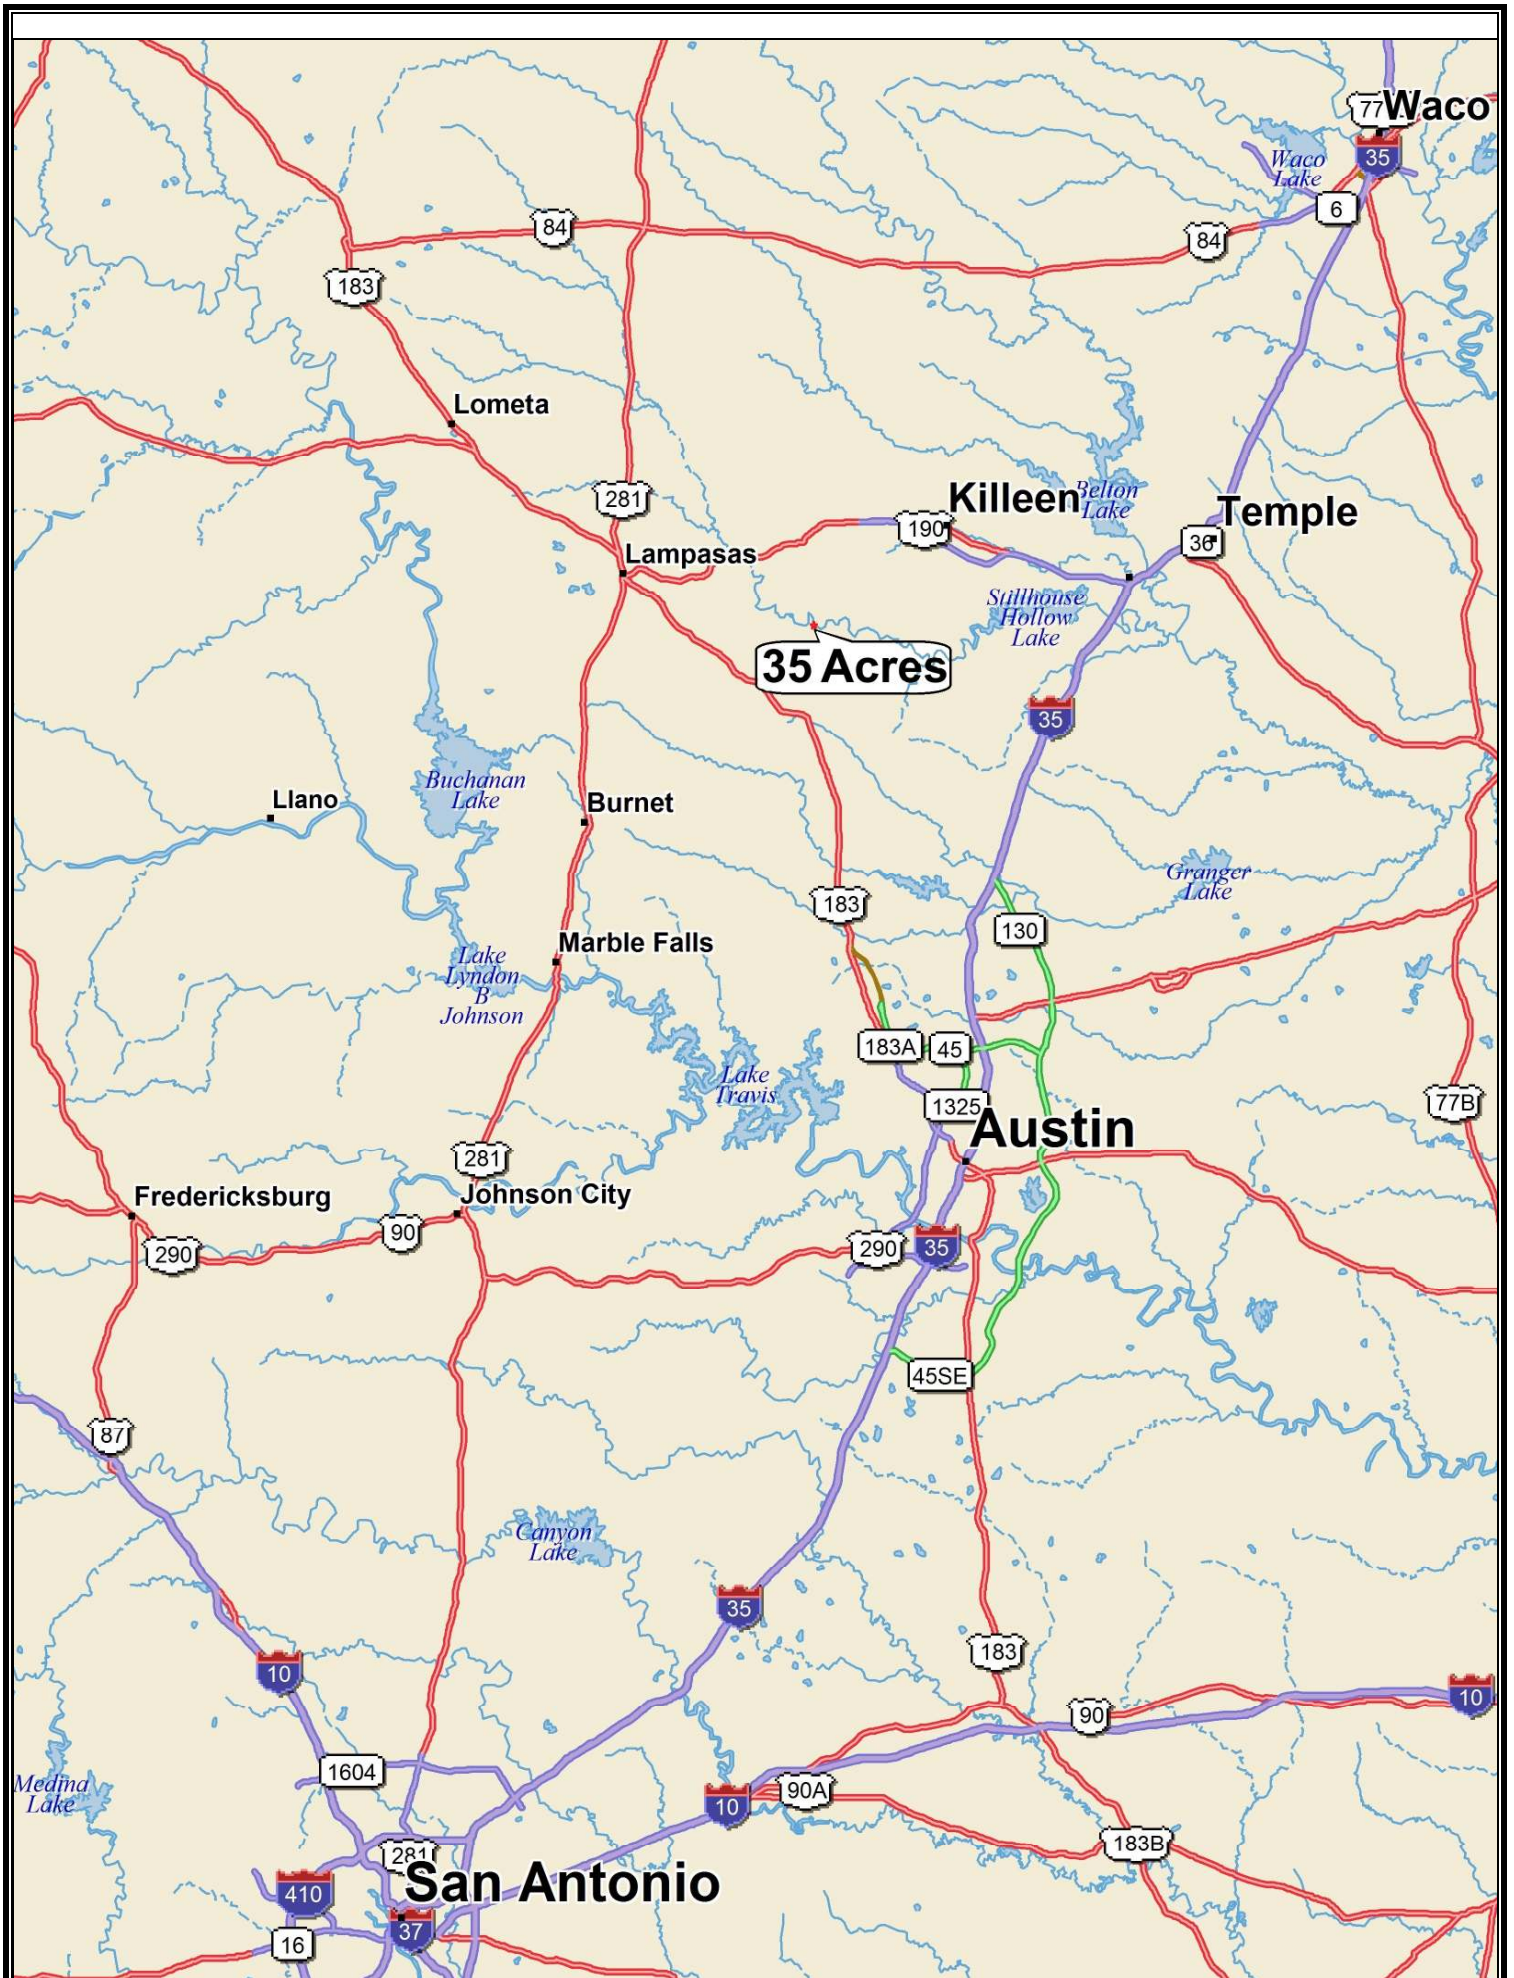 77
Waco
Waco
Lake
35
6
84
84
183
Lometa
281
Killeen
Belton
Lake
Temple
190
36
Lampasas
Stillhouse
Hollow
Lake
35 Acres
35
Buchanan
Lake
Llano
Burnet
Granger
Lake
183
130
Marble Falls
Lake
Lyndon
B
Johnson
183A
45
Lake
Travis
1325
77B
Austin
281
Fredericksburg
Johnson City
90
290
290
35
45SE
87
Canyon
Lake
35
183
10
10
90
1604
Medina
Lake
90A
10
183B
281
San Antonio
410
37
16